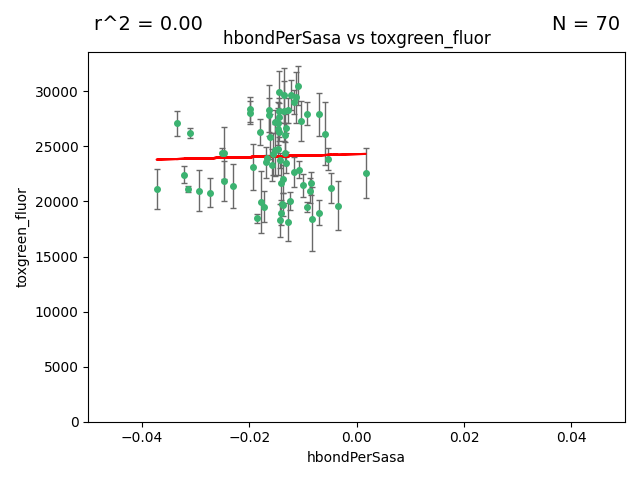 r^2 = 0.00
N = 70
hbondPerSasa vs toxgreen_fluor
toxgreen_fluor
30000
25000
20000
15000
10000
5000
0
−0.04
−0.02
0.00
0.02
0.04
hbondPerSasa